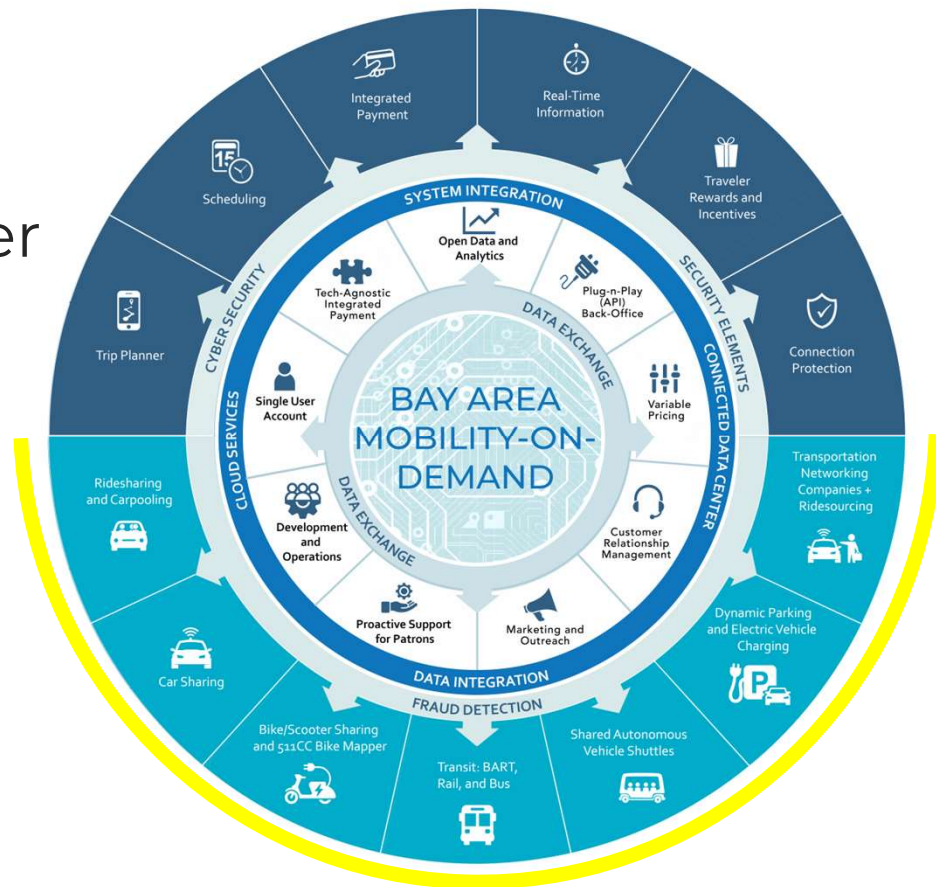 er
Integrated
Payment
Real-Time
Information
Scheduling
15
Traveler
Rewards and
Incentives
Trip Planner
Connection
Protection
CYBER SECURITY
SECURITY ELEMENTS
FRAUD DETECTION
SYSTEM INTEGRATION
CLOUD SERVICES
CONNECTED DATA CENTER
DATA INTEGRATION
Open Data and
Analytics
Tech-Agnostic
Integrated
Payment
Plug-n-Play
(API)
Back-Office
Single User
Account
Variable
Pricing
Development
and
Operations
Customer
Relationship
Management
Proactive Support
for Patrons
Marketing and
Outreach
DATA EXCHANGE
DATA EXCHANGE
BAY AREA
MOBILITY-ON-
DEMAND
Ridesharing
and Carpooling
Transportation
Networking
Companies +
Ridesourcing
Car Sharing
Dynamic Parking
and Electric Vehicle
Charging
P
Bike/Scooter Sharing
and 511CC Bike Mapper
Transit: BART,
Rail, and Bus
Shared Autonomous
Vehicle Shuttles